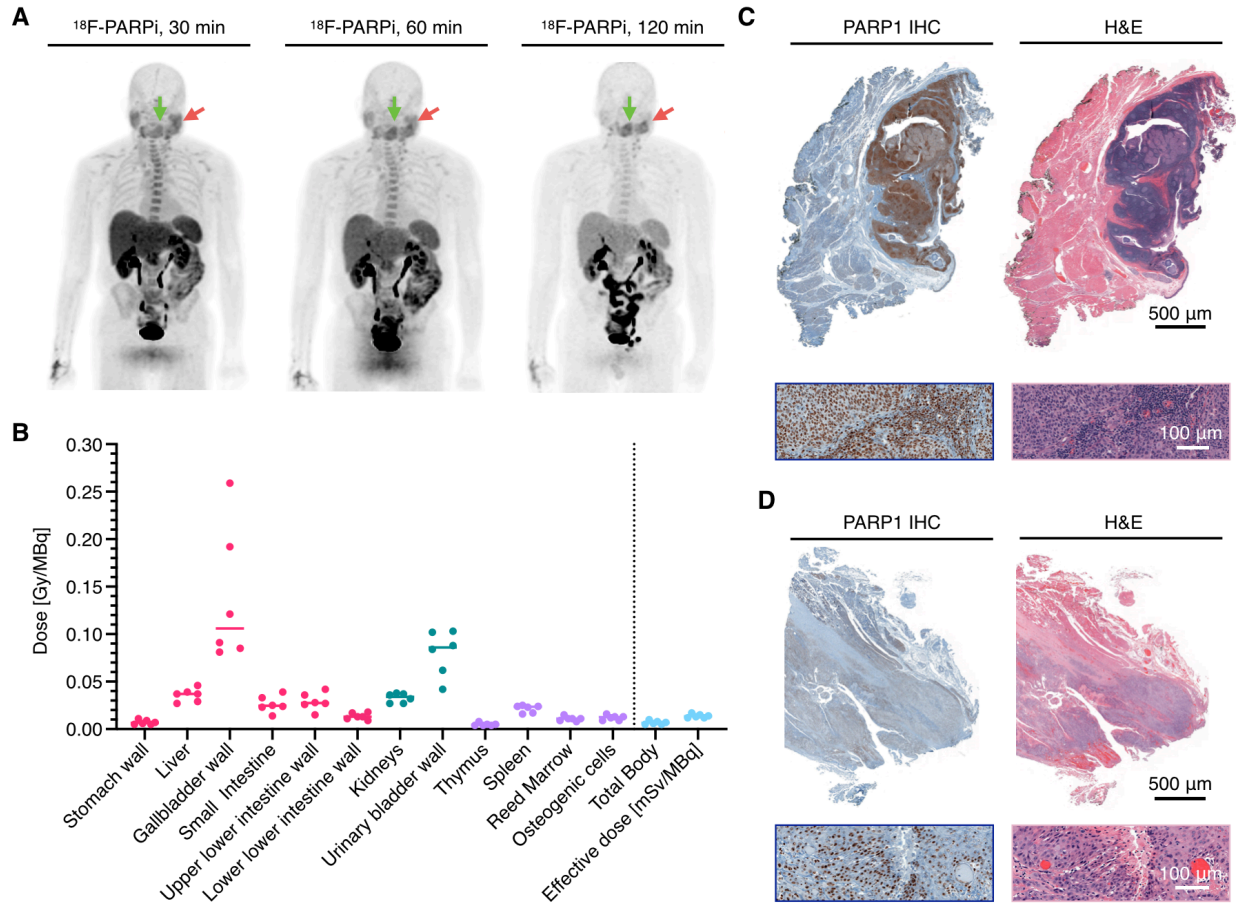 A
¹⁸F-PARPi, 30 min
¹⁸F-PARPi, 60 min
¹⁸F-PARPi, 120 min
B
Dose [Gy/MBq]
0.30
0.25
0.20
0.15
0.10
0.05
0.00
Stomach wall
Liver
Gallbladder wall
Small Intestine
Upper lower intestine wall
Lower lower intestine wall
Kidneys
Urinary bladder wall
Thymus
Spleen
Reed Marrow
Osteogenic cells
Total Body
Effective dose [mSv/MBq]
C
PARP1 IHC
H&E
500 µm
100 µm
D
PARP1 IHC
H&E
500 µm
100 µm